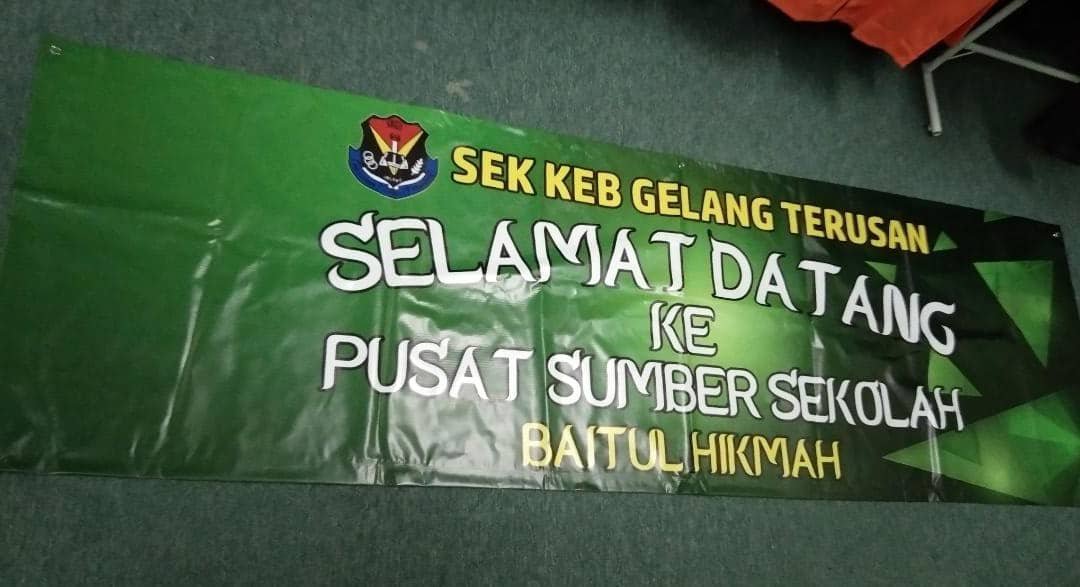 SEK KEB GELANG TERUSAN
SELAMAT DATANG
KE
PUSAT SUMBER SEKOLAH
BAITUL HIKMAH